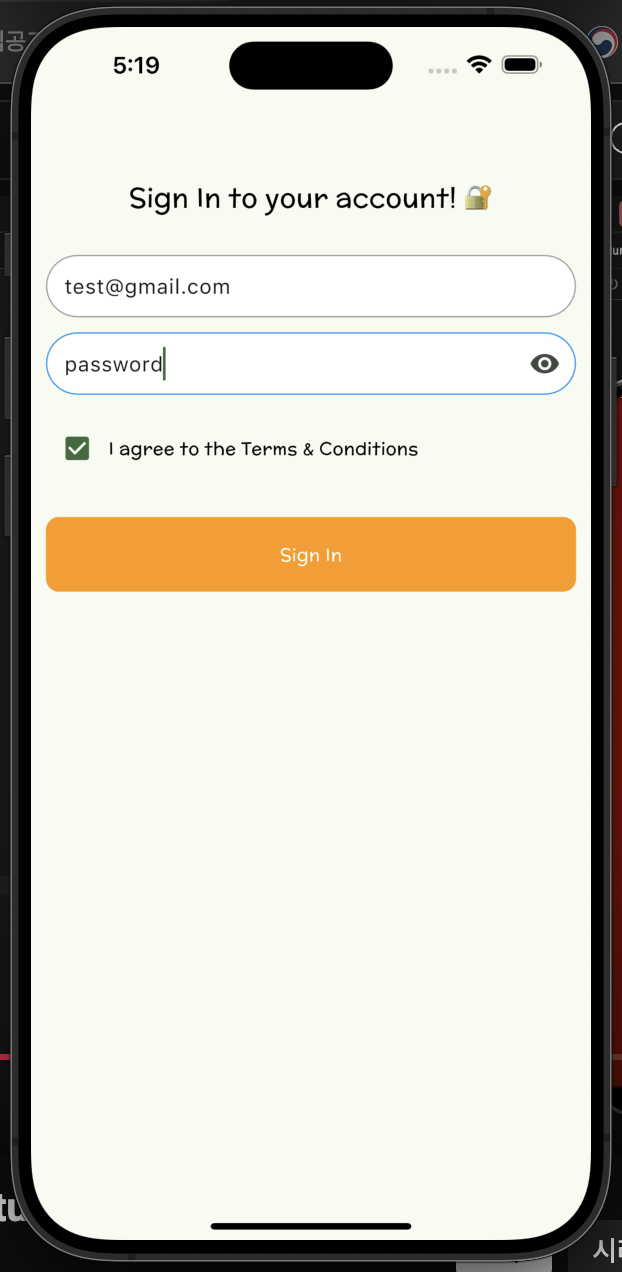 5:19
Sign In to your account! 🔐
test@gmail.com
password
I agree to the Terms & Conditions
Sign In